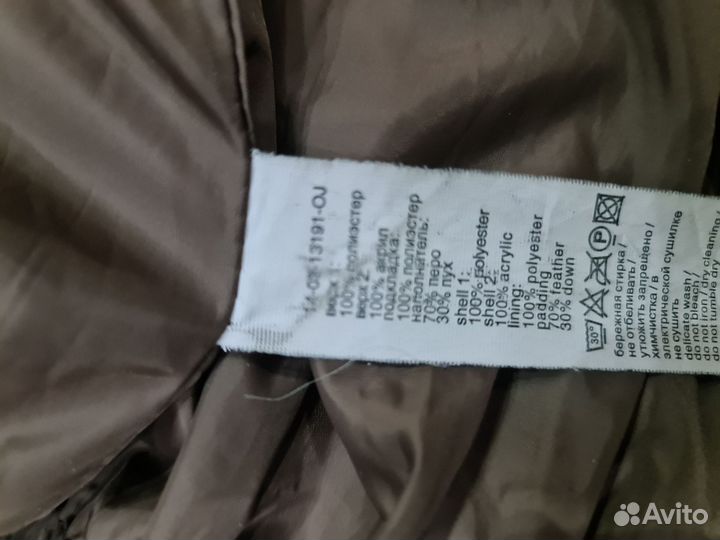 13191-OJ
верх 1:
100% полиэстер
верх 2:
100% акрил
подкладка:
100% полиэстер
наполнитель:
70% перо
30% пух
shell 1:
100% polyester
shell 2:
100% acrylic
lining:
100% polyester
padding
70% feather
30% down
30°
P
бережная стирка /
не отбеливать /
утюжить запрещено /
химчистка / в
электрической сушилке
не сушить
delicate wash /
do not bleach /
do not iron / dry cleaning /
do not tumble dry
Avito